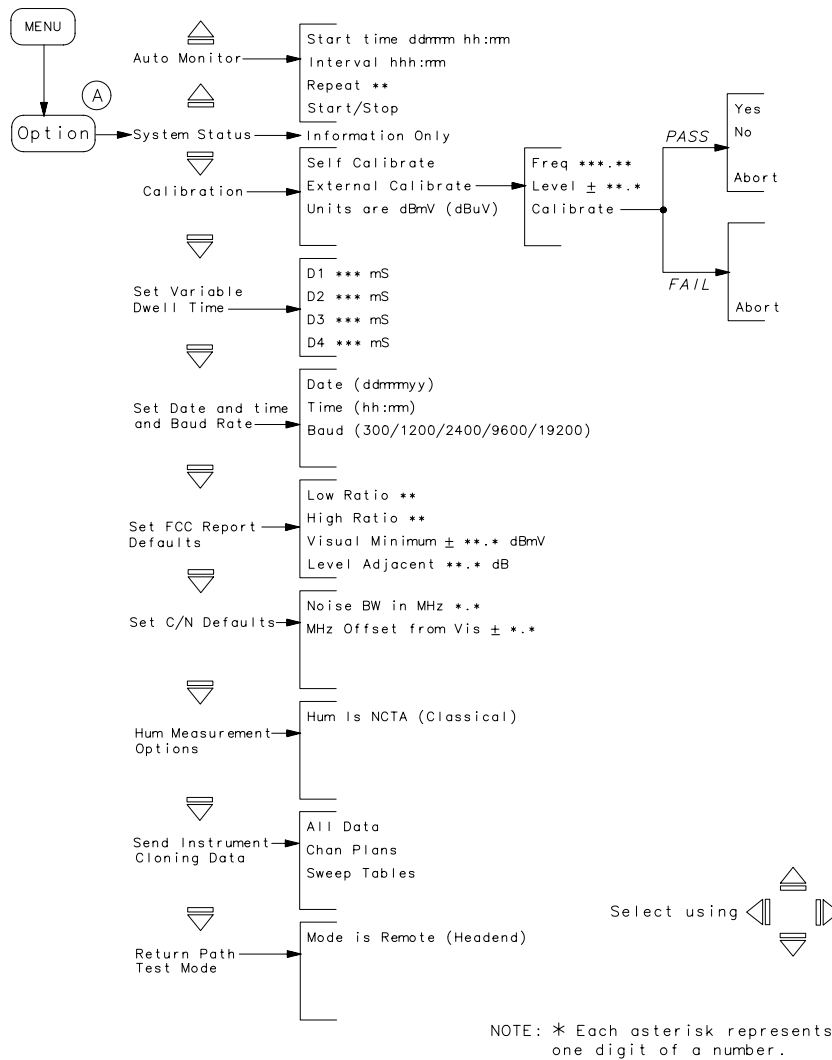 MENU
Option
A
Auto Monitor
Start time ddmmm hh:mm
Interval hhh:mm
Repeat **
Start/Stop
System Status
Information Only
Calibration
Self Calibrate
External Calibrate
Units are dBmV (dBuV)
Freq ***.**
Level ± **.*
Calibrate
PASS
Yes
No
Abort
FAIL
Abort
Set Variable
Dwell Time
D1 *** mS
D2 *** mS
D3 *** mS
D4 *** mS
Set Date and time
and Baud Rate
Date (ddmmmyy)
Time (hh:mm)
Baud (300/1200/2400/9600/19200)
Set FCC Report
Defaults
Low Ratio **
High Ratio **
Visual Minimum ± **.* dBmV
Level Adjacent **.* dB
Set C/N Defaults
Noise BW in MHz *.*
MHz Offset from Vis ± *.*
Hum Measurement
Options
Hum Is NCTA (Classical)
Send Instrument
Cloning Data
All Data
Chan Plans
Sweep Tables
Return Path
Test Mode
Mode is Remote (Headend)
Select using
NOTE: * Each asterisk represents
one digit of a number.